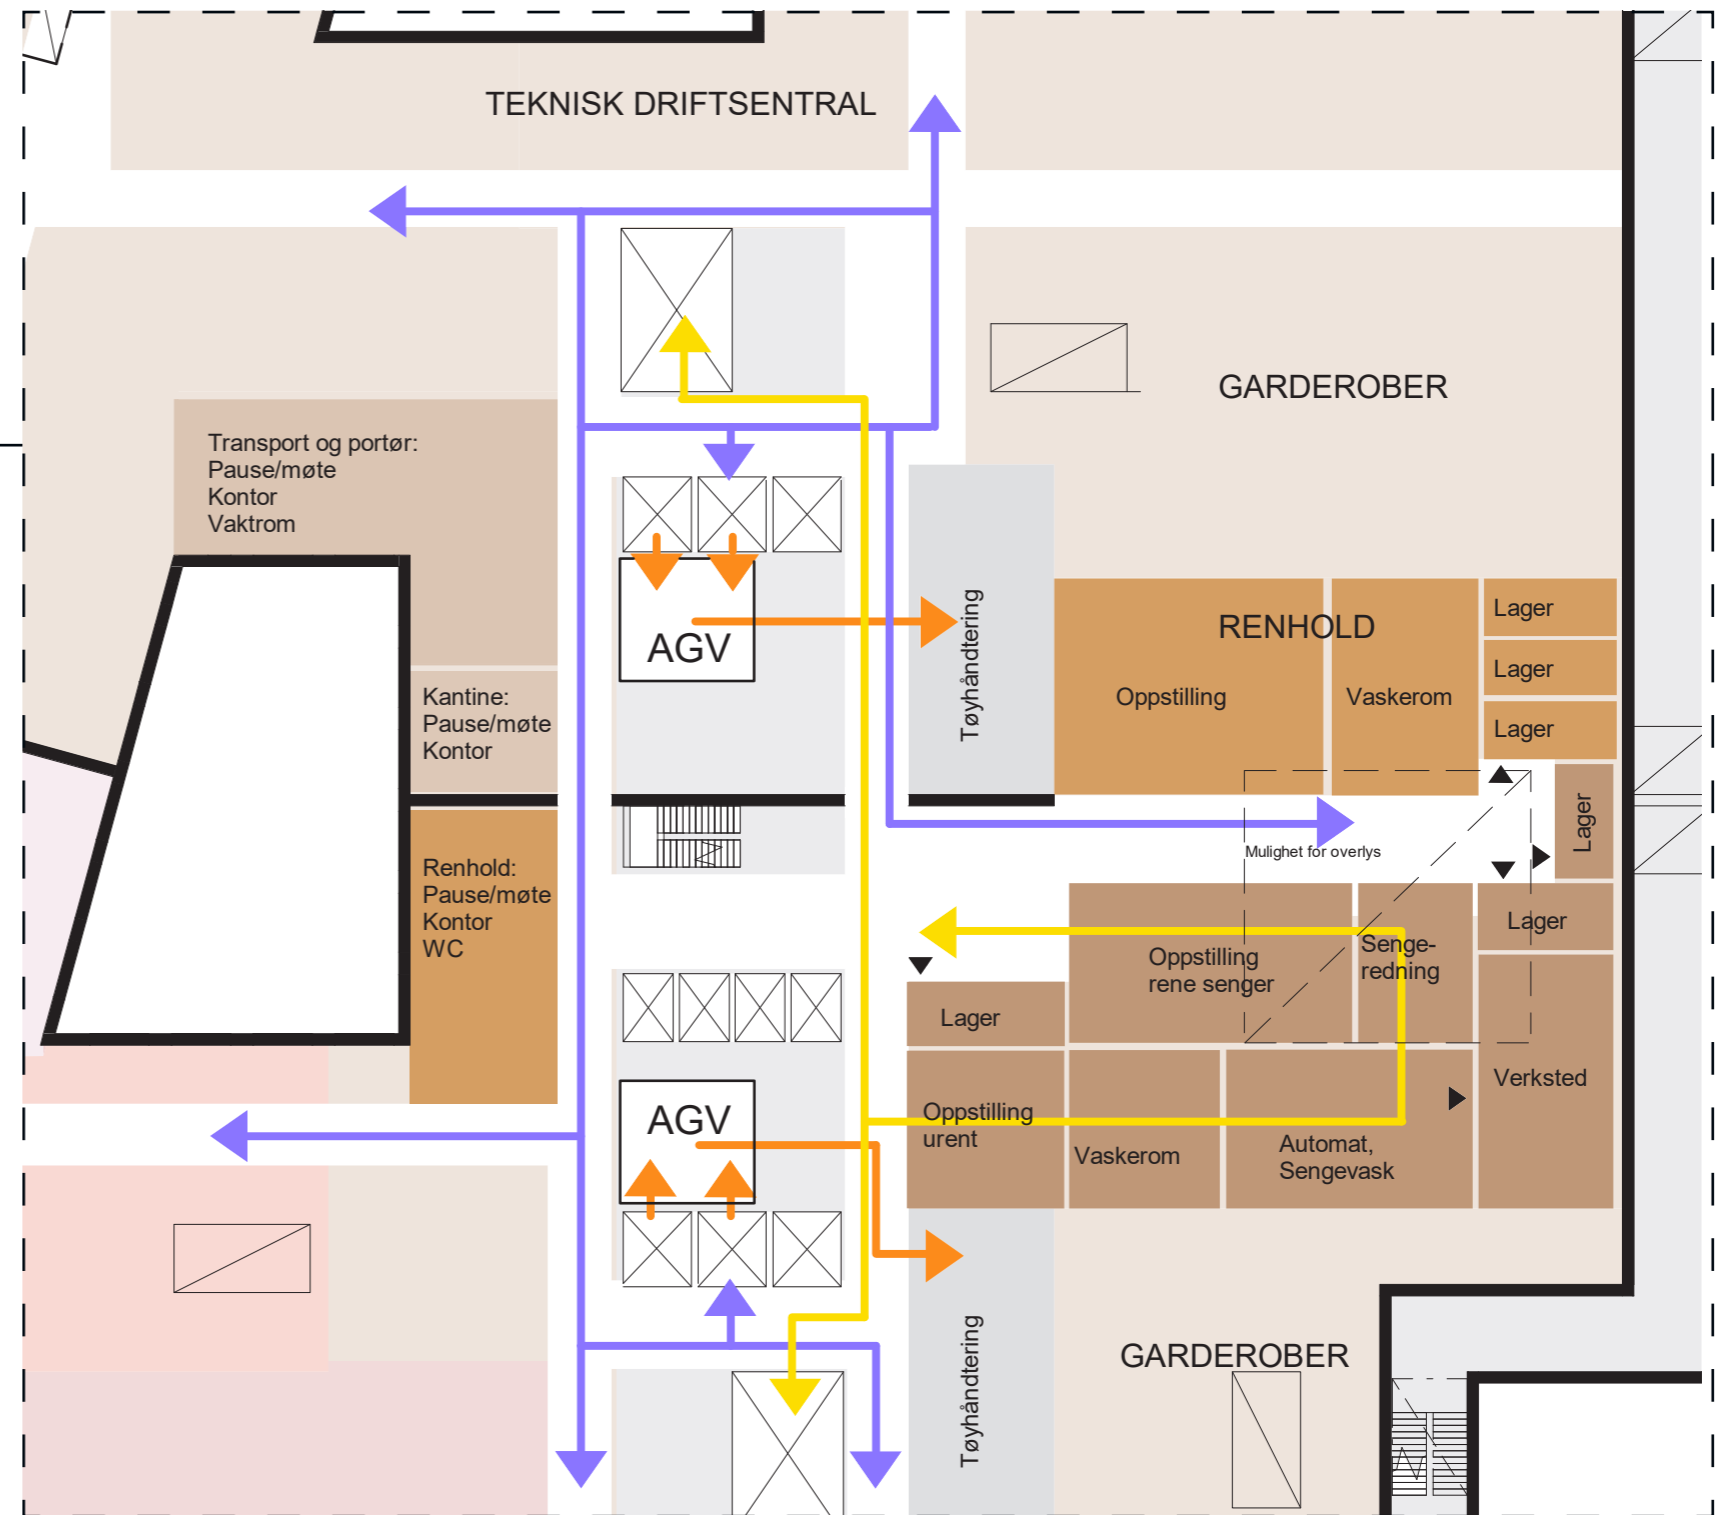 TEKNISK DRIFTSENTRAL
GARDEROBER
Transport og portør:
Pause/møte
Kontor
Vaktrom
Tøyhåndtering
RENHOLD
Lager
Oppstilling
Vaskerom
Lager
Lager
AGV
Kantine:
Pause/møte
Kontor
Lager
Mulighet for overlys
Renhold:
Pause/møte
Kontor
WC
Lager
Oppstilling
rene senger
Senge-
redning
Lager
Verksted
AGV
Oppstilling
urent
Vaskerom
Automat,
Sengevask
Tøyhåndtering
GARDEROBER